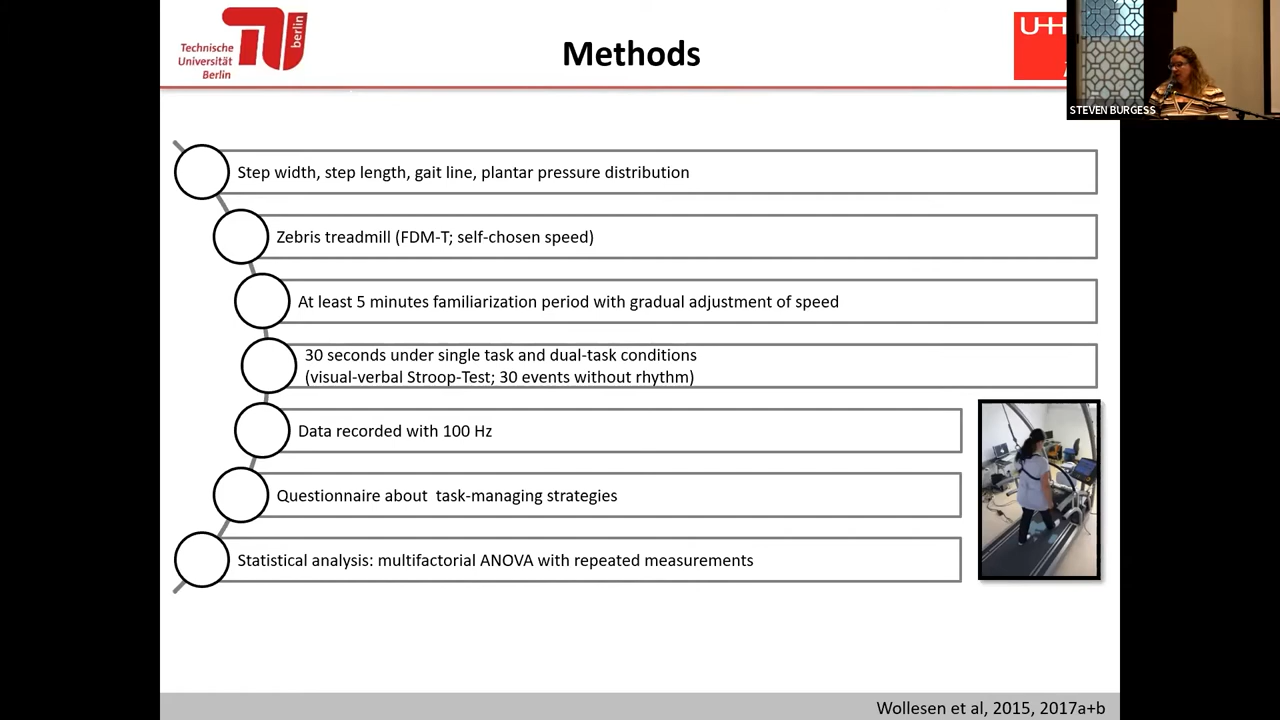 Technische
Universität
Berlin
berlin
Methods
STEVEN BURGESS
Step width, step length, gait line, plantar pressure distribution
Zebris treadmill (FDM-T; self-chosen speed)
At least 5 minutes familiarization period with gradual adjustment of speed
30 seconds under single task and dual-task conditions
(visual-verbal Stroop-Test; 30 events without rhythm)
Data recorded with 100 Hz
Questionnaire about task-managing strategies
Statistical analysis: multifactorial ANOVA with repeated measurements
Wollesen et al, 2015, 2017a+b